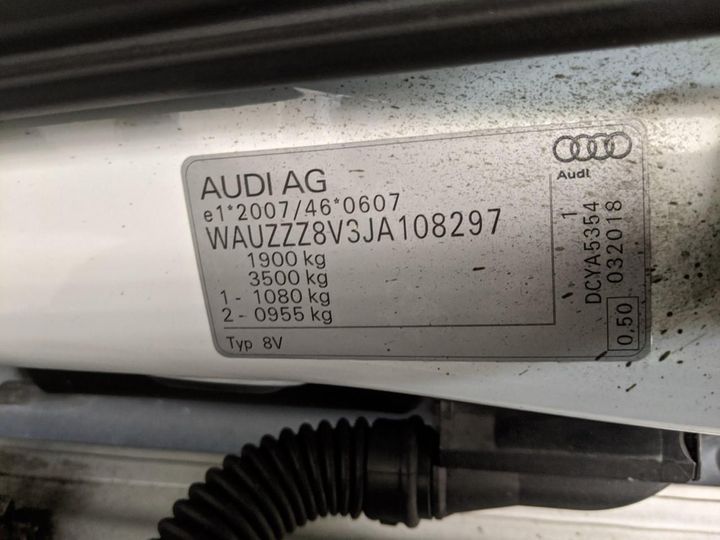 AUDI AG
e1*2007/46*0607
WAUZZZ8V3JA108297
1900 kg
3500 kg
1 - 1080 kg
2 - 0955 kg
Typ 8V
Audi
1
DCYA5354
032018
0,50